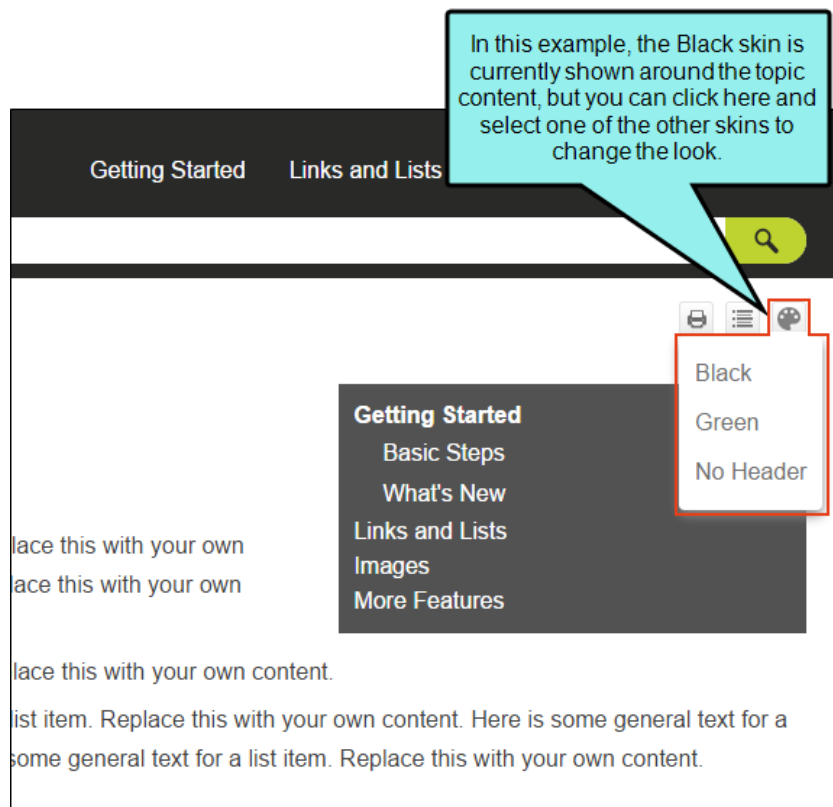 In this example, the Black skin is
currently shown around the topic
content, but you can click here and
select one of the other skins to
change the look.
Getting Started
Links and Lists
Black
Green
No Header
Getting Started
Basic Steps
What's New
Links and Lists
Images
More Features
lace this with your own
lace this with your own
lace this with your own content.
list item. Replace this with your own content. Here is some general text for a
some general text for a list item. Replace this with your own content.